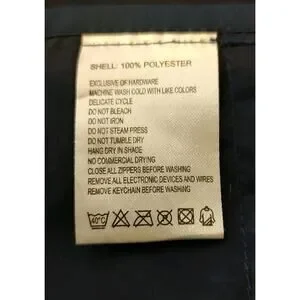 SHELL: 100% POLYESTER
EXCLUSIVE OF HARDWARE
MACHINE WASH COLD WITH LIKE COLORS
DELICATE CYCLE
DO NOT BLEACH
DO NOT IRON
DO NOT STEAM PRESS
DO NOT TUMBLE DRY
HANG DRY IN SHADE
NO COMMERCIAL DRYING
CLOSE ALL ZIPPERS BEFORE WASHING
REMOVE ALL ELECTRONIC DEVICES AND WIRES
REMOVE KEYCHAIN BEFORE WASHING
40°C